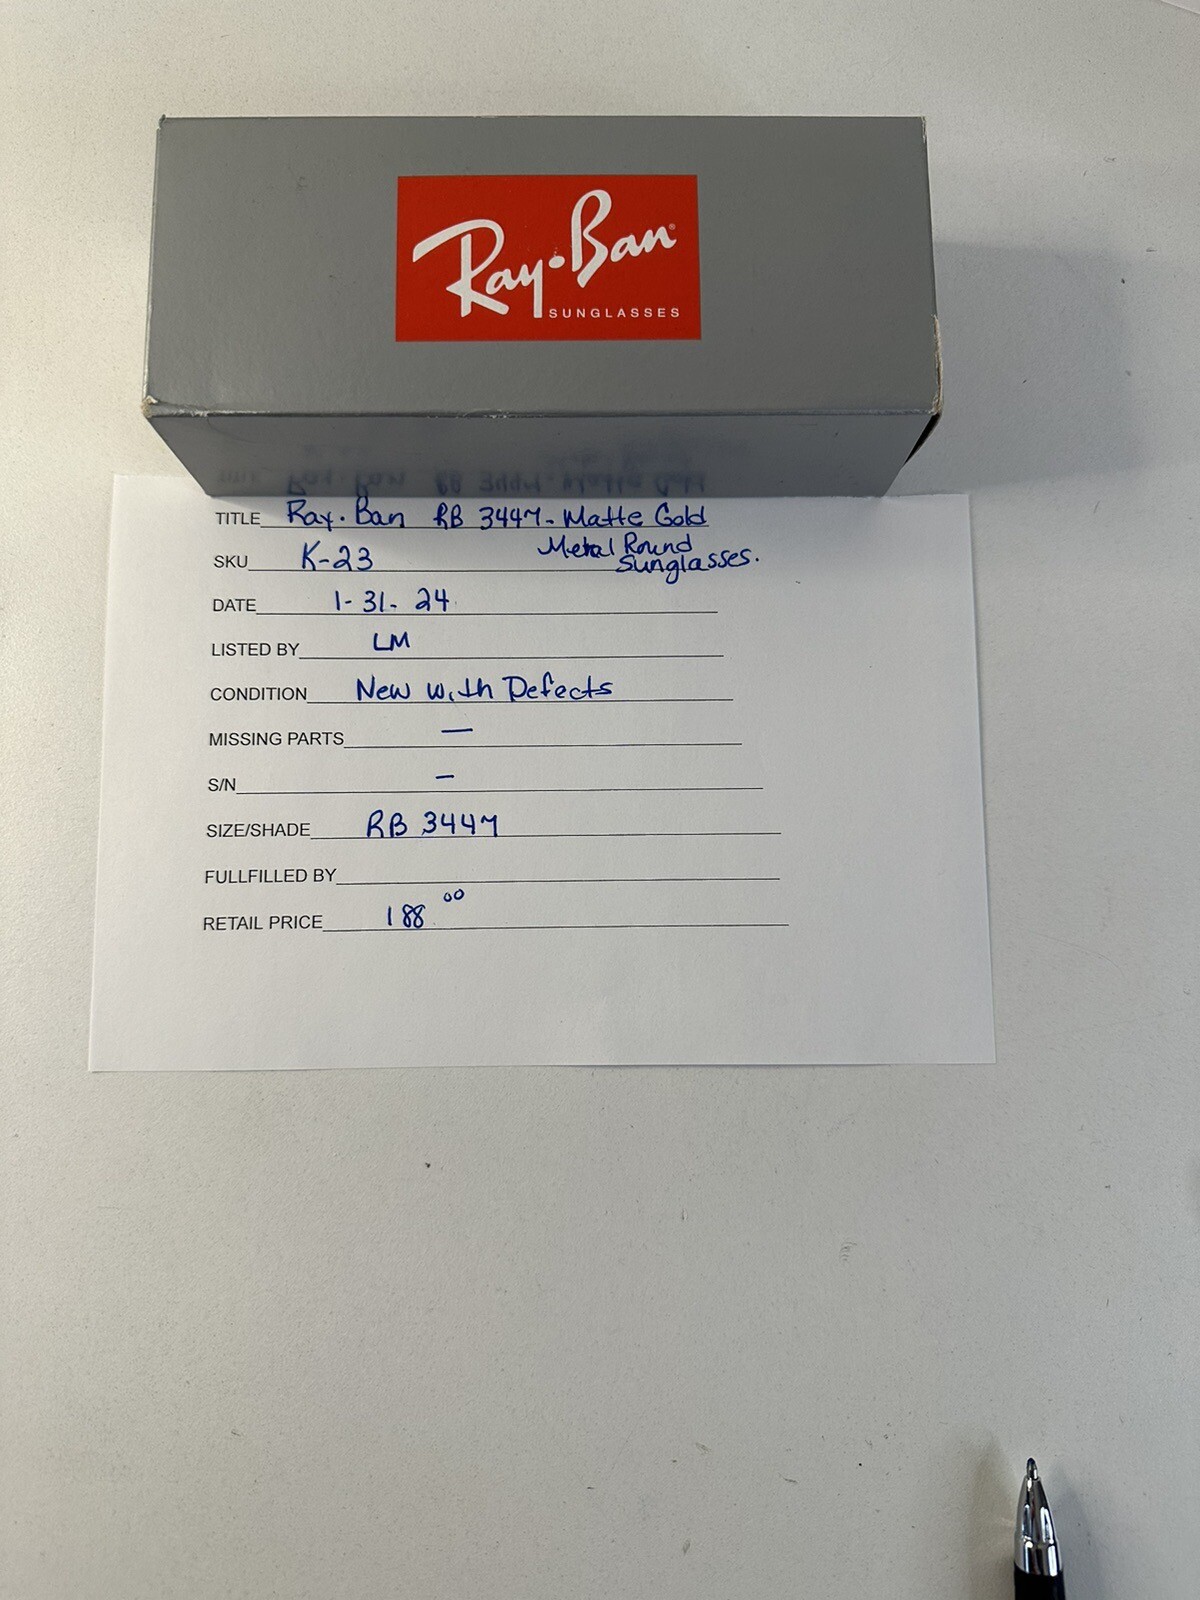 Ray·Ban®
SUNGLASSES
TITLE Ray.Ban RB 3447- Matte Gold
Metal Round
Sunglasses.
SKU K-23
DATE 1-31-24
LISTED BY LM
CONDITION New with Defects
MISSING PARTS —
S/N —
SIZE/SHADE RB 3447
FULLFILLED BY
RETAIL PRICE 188 00